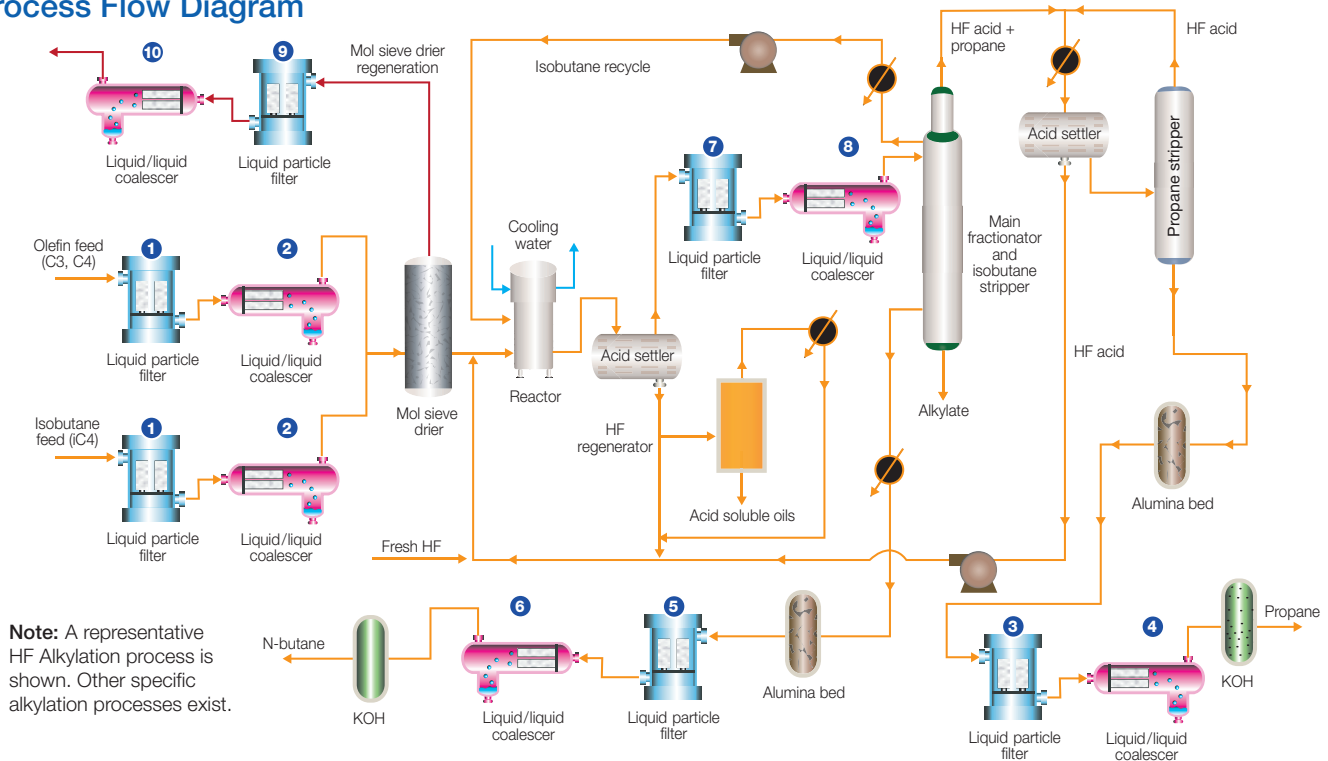 rocess Flow Diagram
10
9
Mol sieve drier
regeneration
Liquid/liquid
coalescer
Liquid particle
filter
Isobutane recycle
HF acid +
propane
HF acid
Acid settler
Propane stripper
7
8
Liquid particle
filter
Liquid/liquid
coalescer
Main
fractionator
and
isobutane
stripper
Olefin feed
(C3, C4)
1
2
Liquid particle
filter
Liquid/liquid
coalescer
Cooling
water
Acid settler
Reactor
Mol sieve
drier
HF
regenerator
Acid soluble oils
Alkylate
HF acid
Alumina bed
Isobutane
feed (iC4)
1
2
Liquid particle
filter
Liquid/liquid
coalescer
Fresh HF
Note: A representative
HF Alkylation process is
shown. Other specific
alkylation processes exist.
N-butane
KOH
6
Liquid/liquid
coalescer
5
Liquid particle
filter
Alumina bed
3
Liquid particle
filter
4
Liquid/liquid
coalescer
KOH
Propane